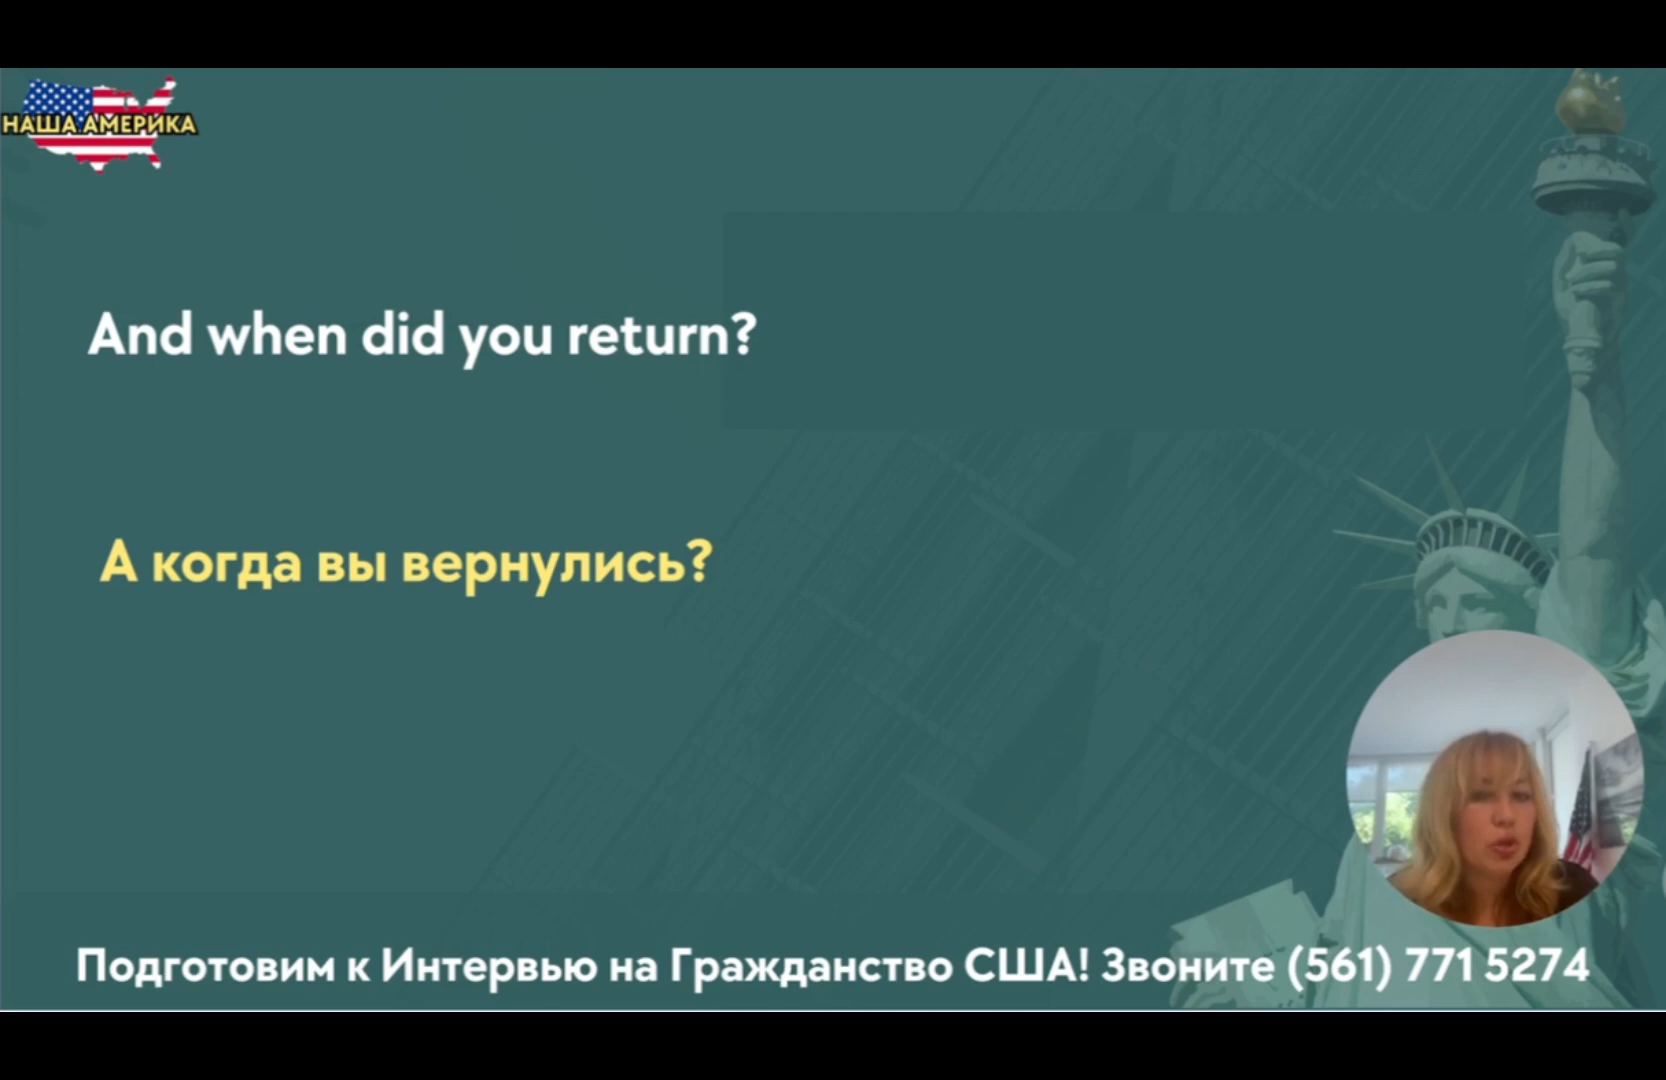 НАША АМЕРИКА
And when did you return?
А когда вы вернулись?
Подготовим к Интервью на Гражданство США! Звоните (561) 771 5274